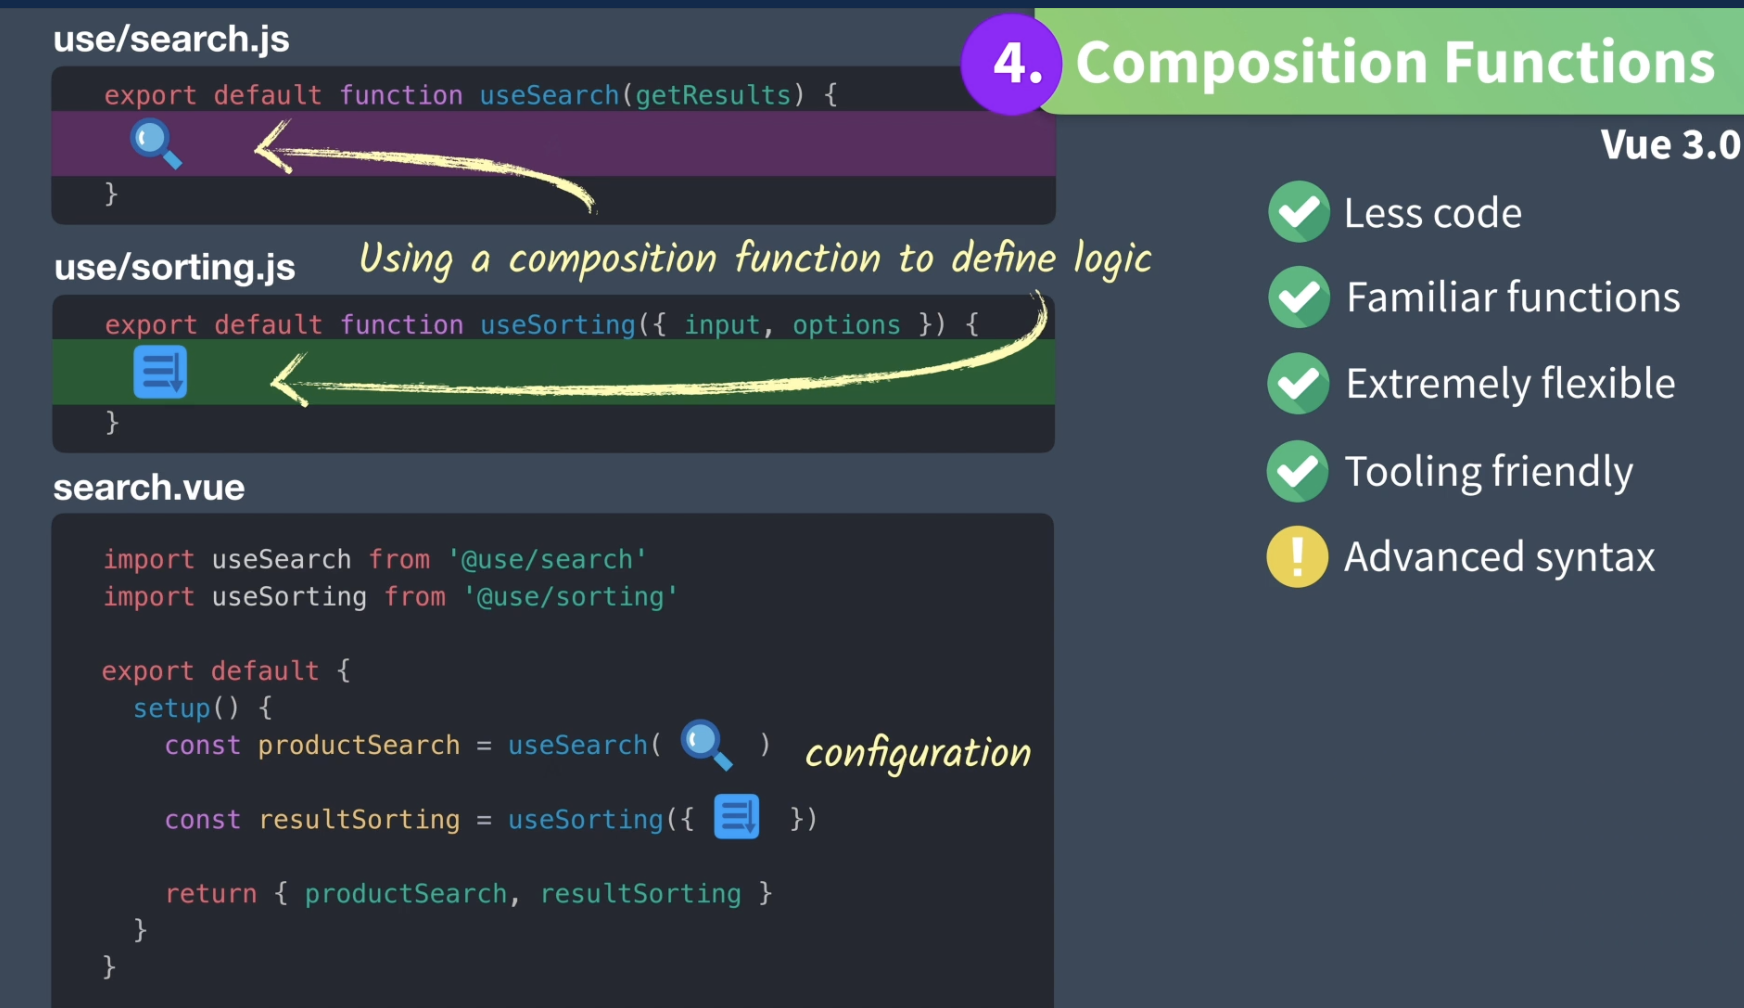 use/search.js
export default function useSearch(getResults) {
}
use/sorting.js
Using a composition function to define logic
export default function useSorting({ input, options }) {
}
search.vue
import useSearch from '@use/search'
import useSorting from '@use/sorting'
export default {
setup() {
const productSearch = useSearch( )
configuration
const resultSorting = useSorting({ })
return { productSearch, resultSorting }
}
}
4. Composition Functions
Vue 3.0
Less code
Familiar functions
Extremely flexible
Tooling friendly
! Advanced syntax